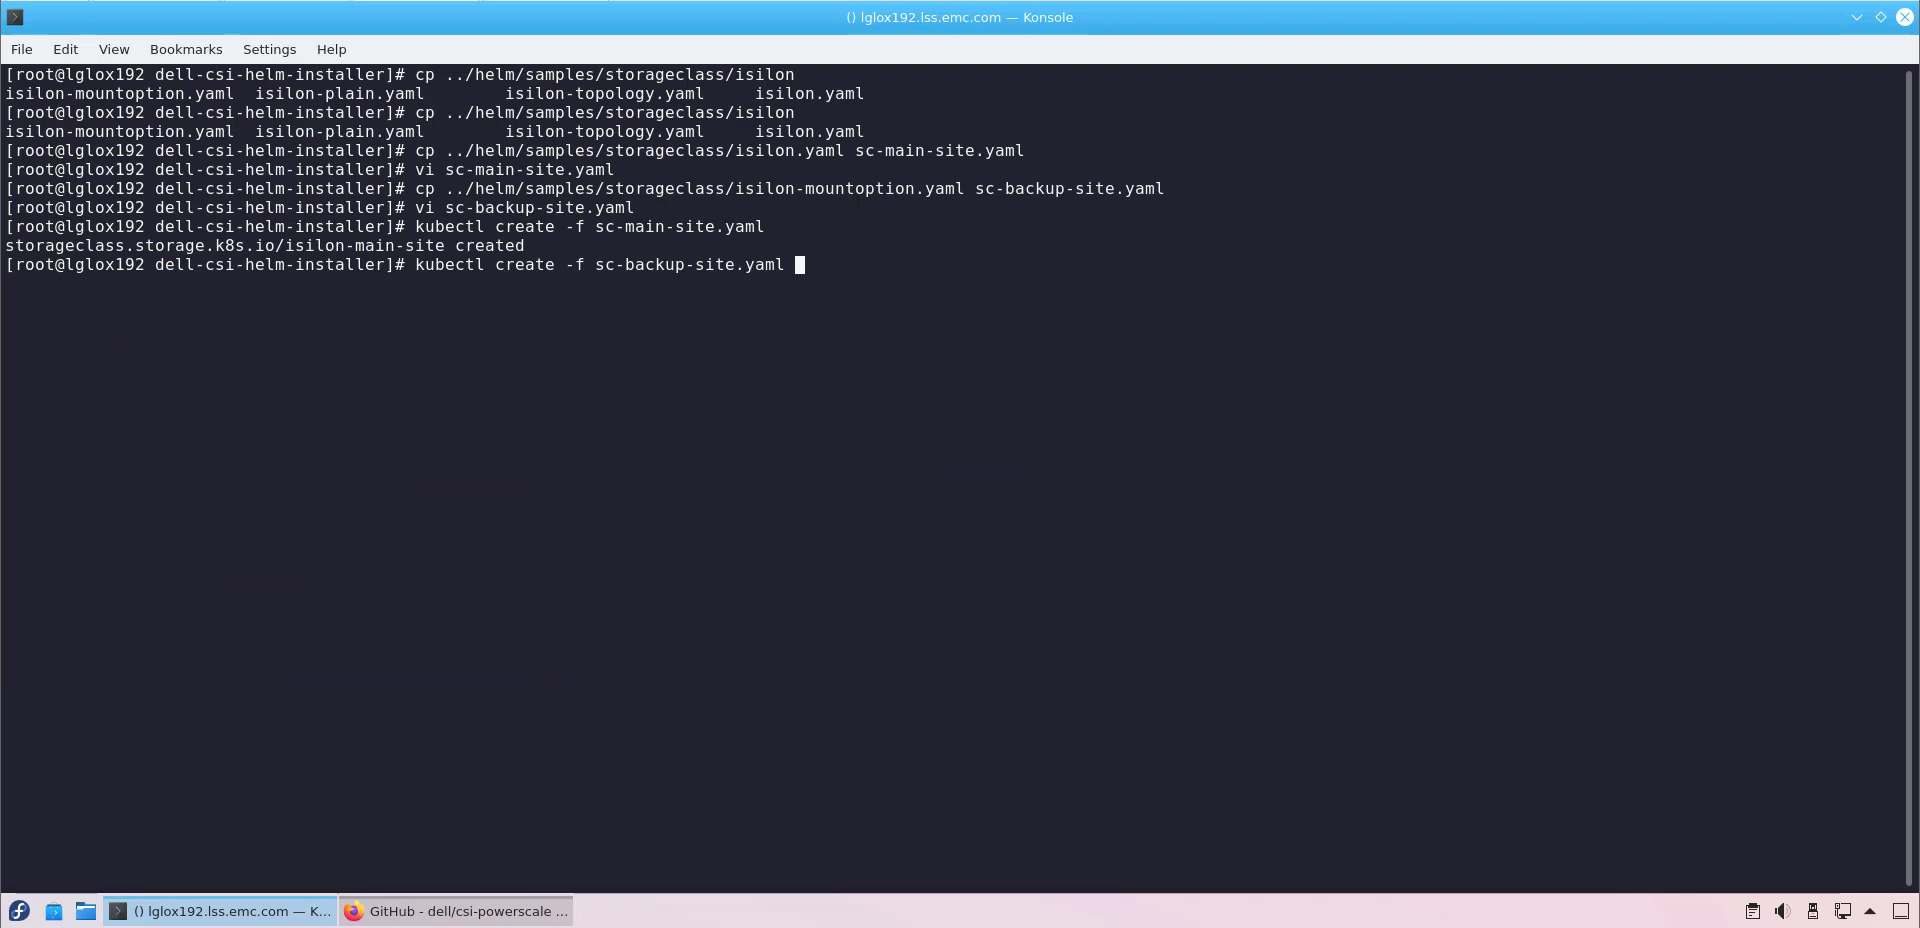 () lglox192.lss.emc.com — Konsole
File Edit View Bookmarks Settings Help
[root@lglox192 dell-csi-helm-installer]# cp ../helm/samples/storageclass/isilon
isilon-mountoption.yaml  isilon-plain.yaml        isilon-topology.yaml     isilon.yaml
[root@lglox192 dell-csi-helm-installer]# cp ../helm/samples/storageclass/isilon
isilon-mountoption.yaml  isilon-plain.yaml        isilon-topology.yaml     isilon.yaml
[root@lglox192 dell-csi-helm-installer]# cp ../helm/samples/storageclass/isilon.yaml sc-main-site.yaml
[root@lglox192 dell-csi-helm-installer]# vi sc-main-site.yaml
[root@lglox192 dell-csi-helm-installer]# cp ../helm/samples/storageclass/isilon-mountoption.yaml sc-backup-site.yaml
[root@lglox192 dell-csi-helm-installer]# vi sc-backup-site.yaml
[root@lglox192 dell-csi-helm-installer]# kubectl create -f sc-main-site.yaml
storageclass.storage.k8s.io/isilon-main-site created
[root@lglox192 dell-csi-helm-installer]# kubectl create -f sc-backup-site.yaml
() lglox192.lss.emc.com — K... GitHub - dell/csi-powerscale ...